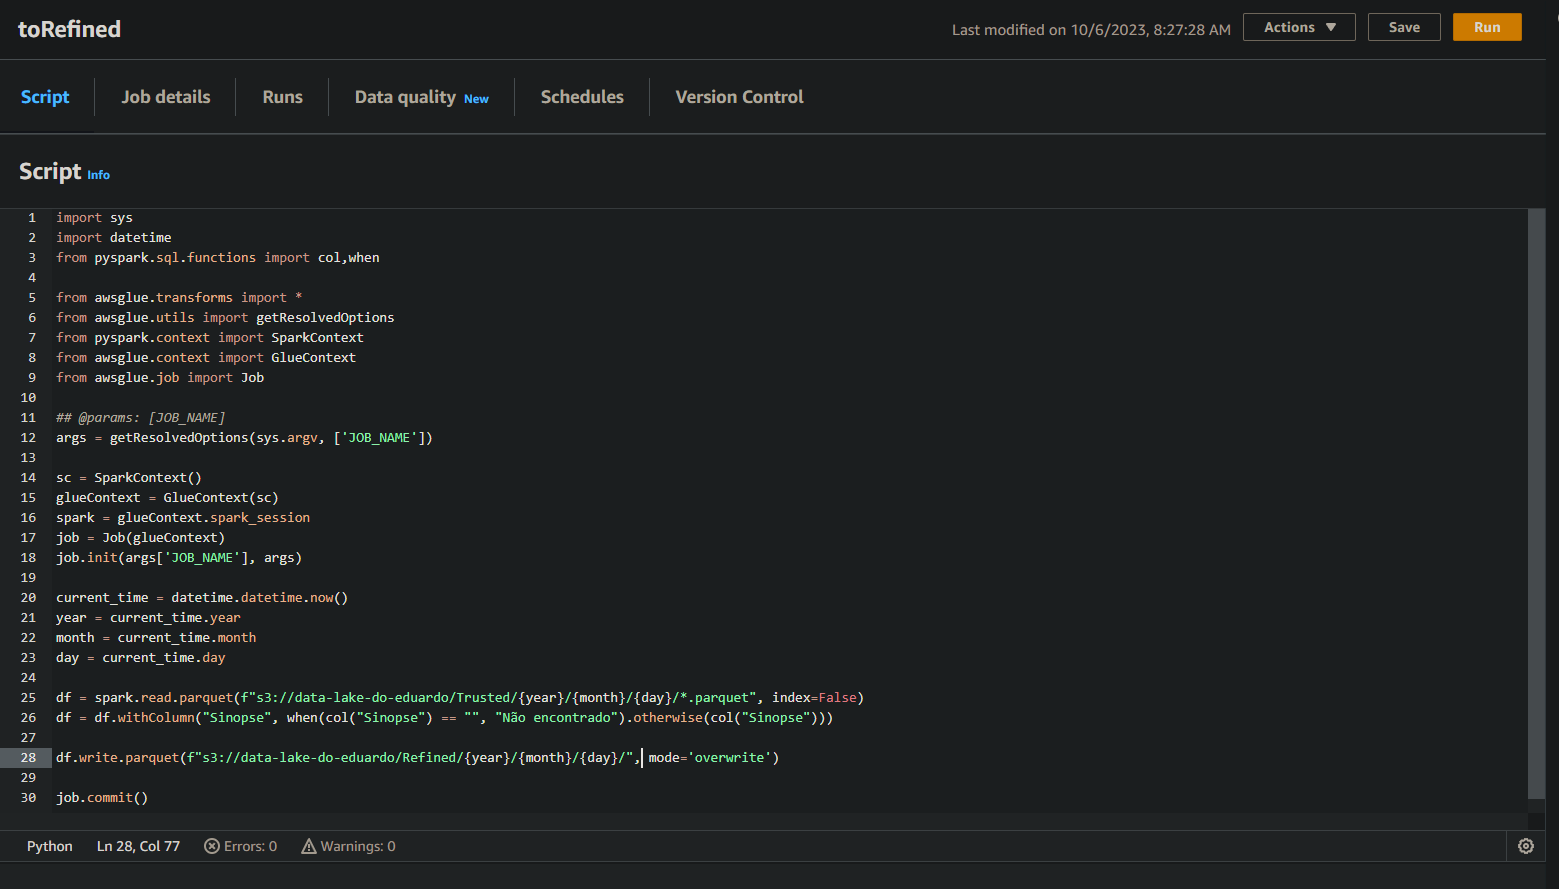 toRefined
Last modified on 10/6/2023, 8:27:28 AM
Actions
Save
Run
Script
Job details
Runs
Data quality New
Schedules
Version Control
Script Info
1 import sys
2 import datetime
3 from pyspark.sql.functions import col,when
4
5 from awsglue.transforms import *
6 from awsglue.utils import getResolvedOptions
7 from pyspark.context import SparkContext
8 from awsglue.context import GlueContext
9 from awsglue.job import Job
10
11 ## @params: [JOB_NAME]
12 args = getResolvedOptions(sys.argv, ['JOB_NAME'])
13
14 sc = SparkContext()
15 glueContext = GlueContext(sc)
16 spark = glueContext.spark_session
17 job = Job(glueContext)
18 job.init(args['JOB_NAME'], args)
19
20 current_time = datetime.datetime.now()
21 year = current_time.year
22 month = current_time.month
23 day = current_time.day
24
25 df = spark.read.parquet(f"s3://data-lake-do-eduardo/Trusted/{year}/{month}/{day}/*.parquet", index=False)
26 df = df.withColumn("Sinopse", when(col("Sinopse") == "", "Não encontrado").otherwise(col("Sinopse")))
27
28 df.write.parquet(f"s3://data-lake-do-eduardo/Refined/{year}/{month}/{day}/", mode='overwrite')
29
30 job.commit()
Python
Ln 28, Col 77
Errors: 0
Warnings: 0